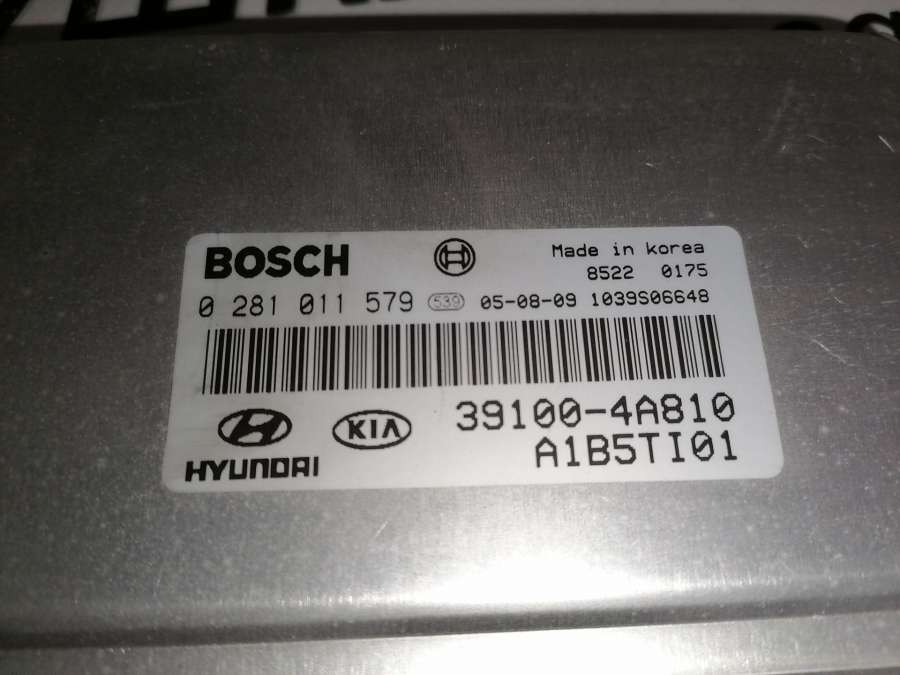 BOSCH
Made in korea
8522 0175
0 281 011 579 539 05-08-09 1039S06648
KIA 39100-4A810
HYUNDAI A1B5TI01